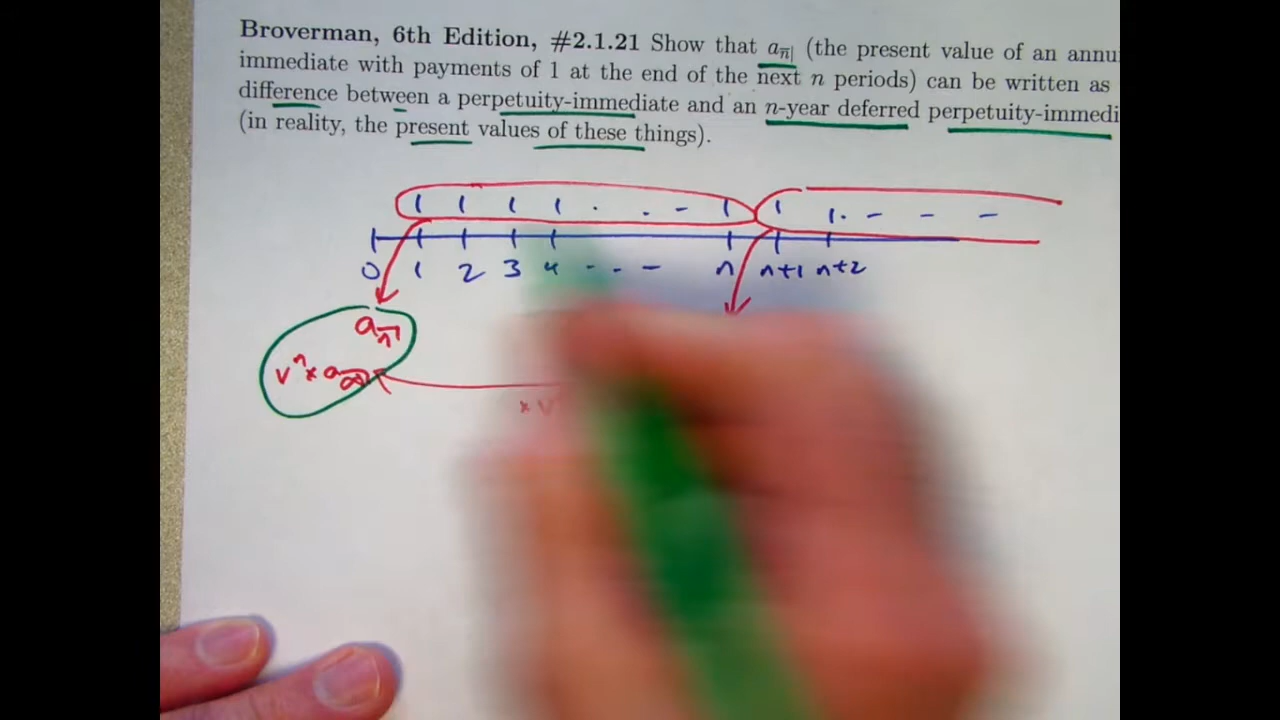 Broverman, 6th Edition, #2.1.21 Show that a_n̅| (the present value of an annu
immediate with payments of 1 at the end of the next n periods) can be written as
difference between a perpetuity-immediate and an n-year deferred perpetuity-immedi
(in reality, the present values of these things).
1 1 1 1 . . - 1 1 1. - - -
0 1 2 3 4 - . - n n+1 n+2
a_n̅|
vⁿ × a_∞̅|
× v